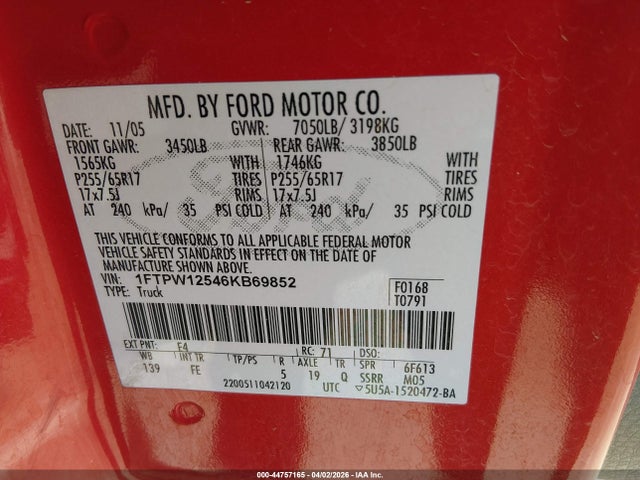 MFD. BY FORD MOTOR CO.
DATE: 11/05 GVWR: 7050LB/ 3198KG
FRONT GAWR: 3450LB REAR GAWR: 3850LB
1565KG WITH 1746KG WITH
P255/65R17 TIRES P255/65R17 TIRES
17x7.5J RIMS 17x7.5J RIMS
AT 240 kPa/ 35 PSI COLD AT 240 kPa/ 35 PSI COLD
Ford
THIS VEHICLE CONFORMS TO ALL APPLICABLE FEDERAL MOTOR
VEHICLE SAFETY STANDARDS IN EFFECT ON THE DATE OF
MANUFACTURE SHOWN ABOVE.
VIN: 1FTPW12546KB69852 F0168
TYPE: Truck T0791
EXT PNT: E4 RC: 71 DSO:
WB INT TR TP/PS R AXLE TR SPR 6F613
139 FE 5 19 Q SSRR M05
2200511042120 UTC 5U5A-1520472-BA
000-44757165 - 04/02/2026 - IAA Inc.